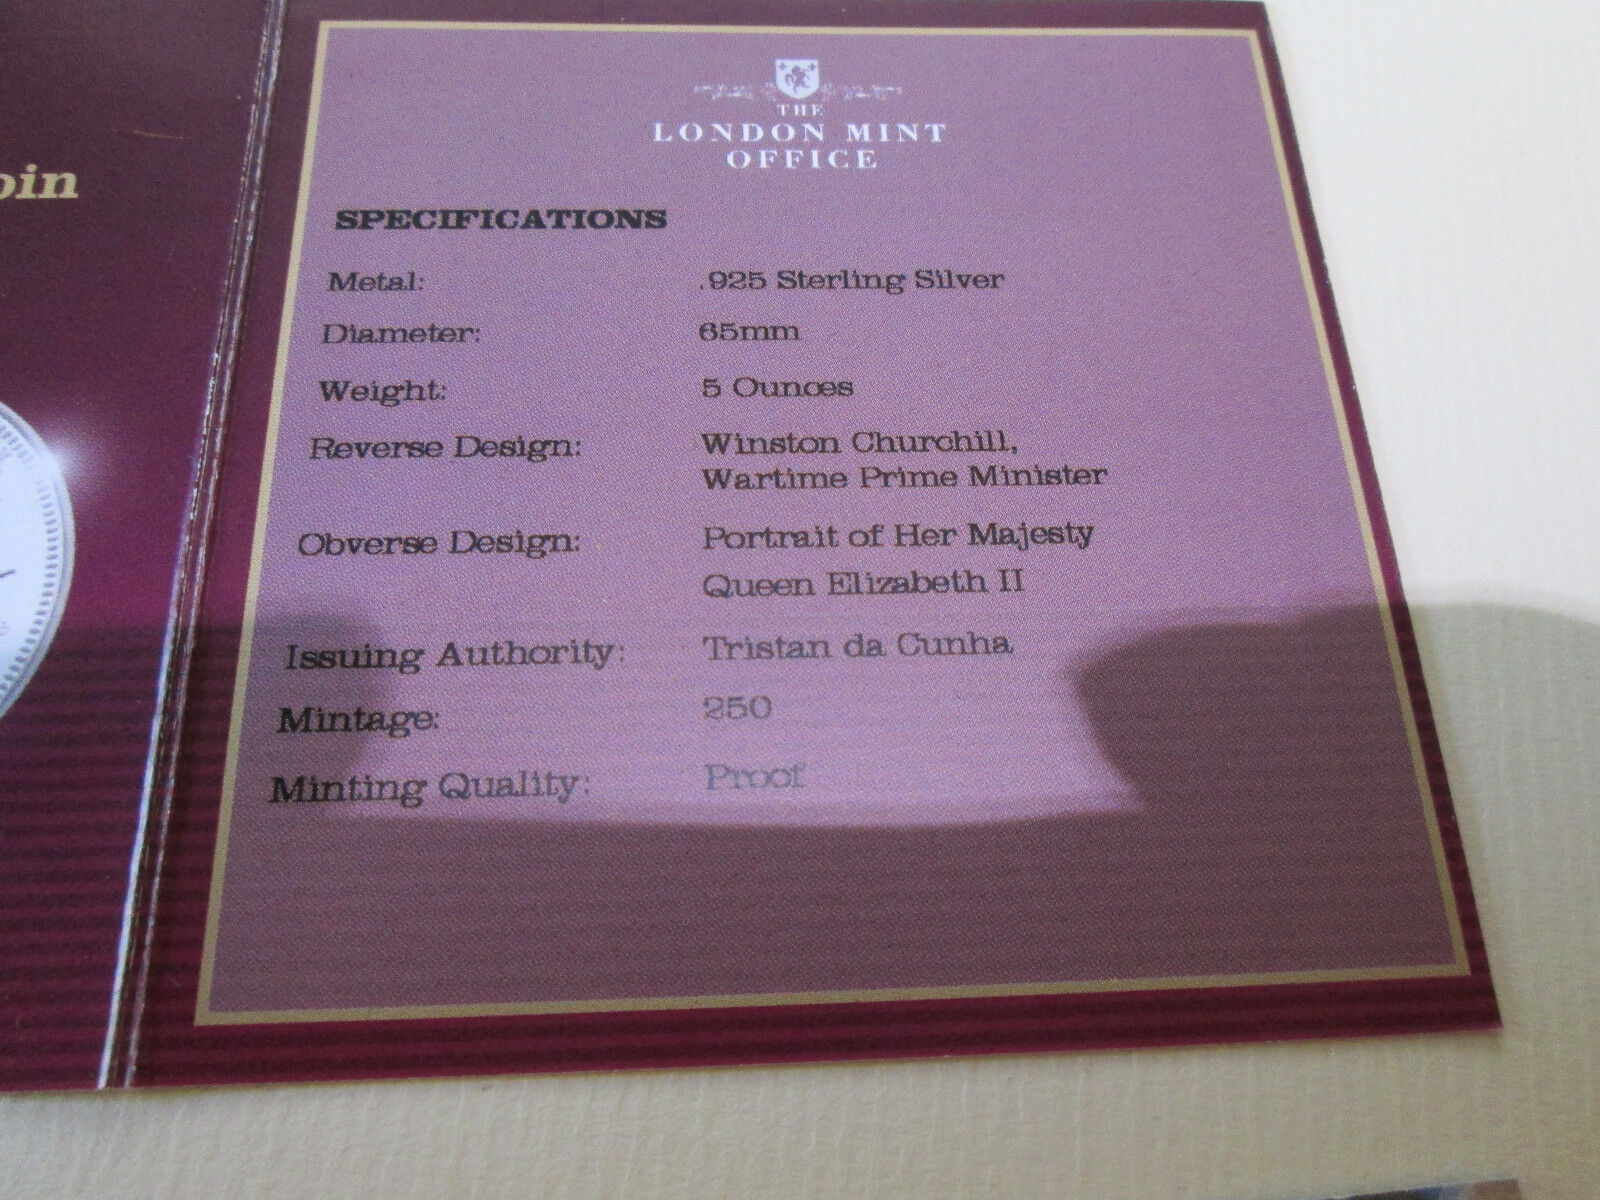 THE
LONDON MINT
OFFICE
SPECIFICATIONS
Metal: .925 Sterling Silver
Diameter: 65mm
Weight: 5 Ounces
Reverse Design: Winston Churchill,
Wartime Prime Minister
Obverse Design: Portrait of Her Majesty
Queen Elizabeth II
Issuing Authority: Tristan da Cunha
Mintage: 250
Minting Quality: Proof